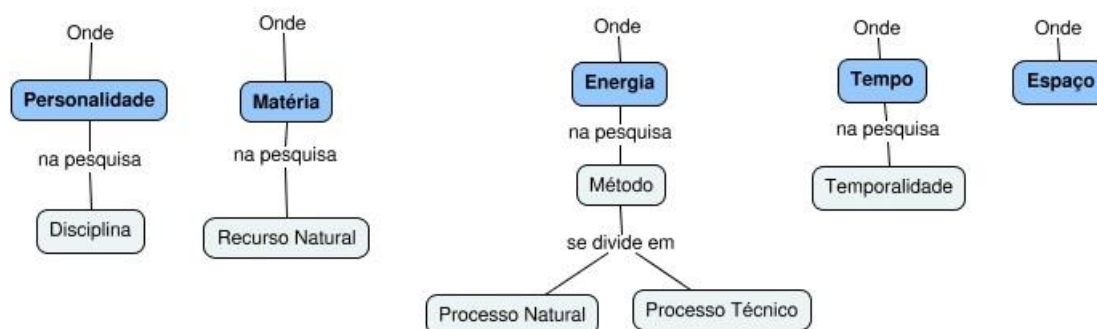 Onde
Personalidade
na pesquisa
Disciplina
Onde
Matéria
na pesquisa
Recurso Natural
Onde
Energia
na pesquisa
Método
se divide em
Processo Natural
Processo Técnico
Onde
Tempo
na pesquisa
Temporalidade
Onde
Espaço